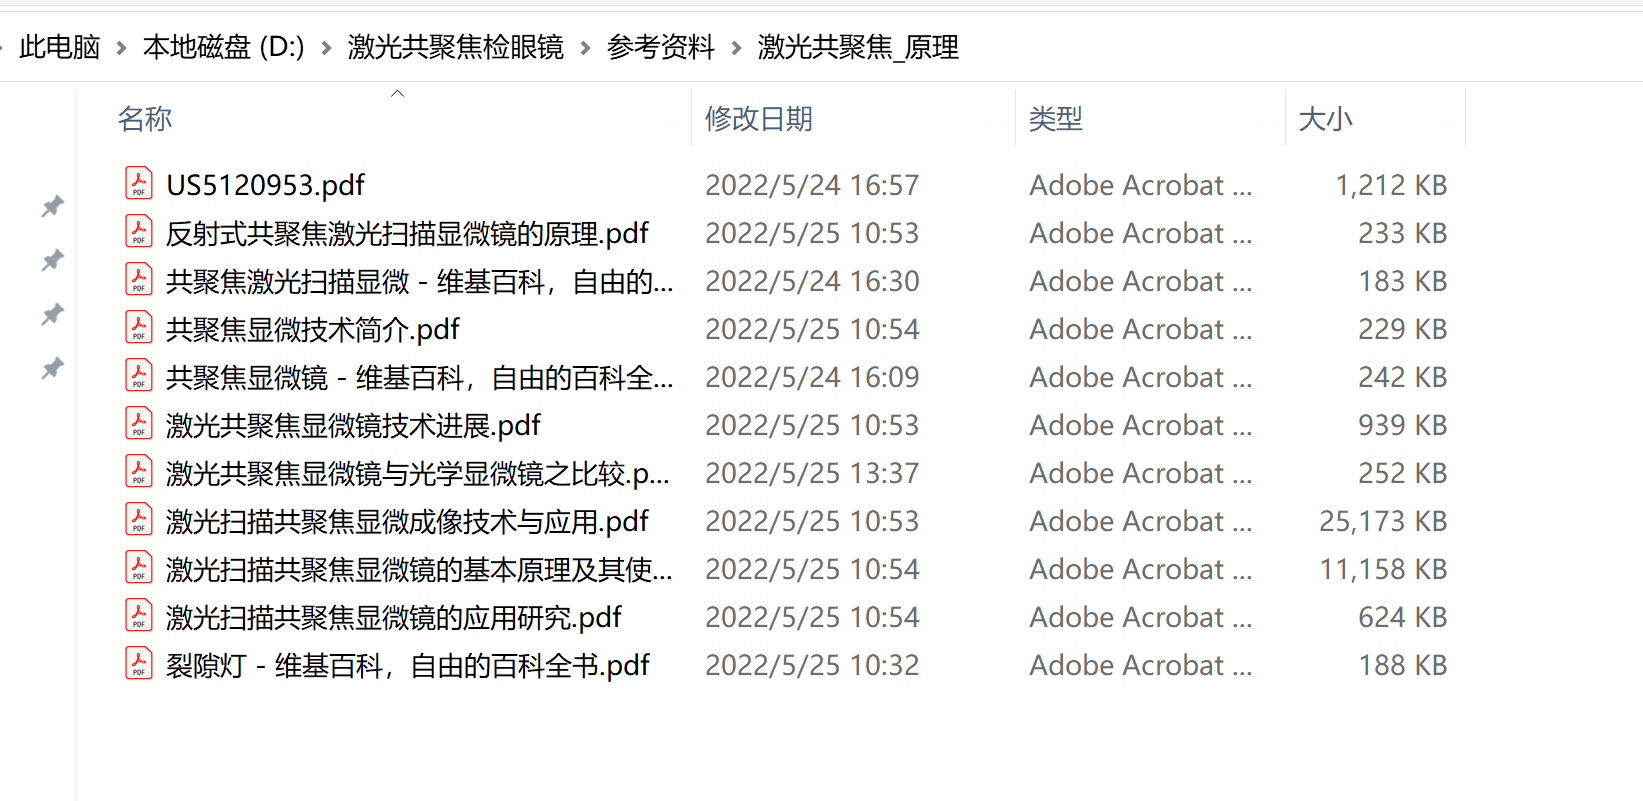 此电脑 > 本地磁盘 (D:) > 激光共聚焦检眼镜 > 参考资料 > 激光共聚焦_原理
名称 修改日期 类型 大小
US5120953.pdf 2022/5/24 16:57 Adobe Acrobat ... 1,212 KB
反射式共聚焦激光扫描显微镜的原理.pdf 2022/5/25 10:53 Adobe Acrobat ... 233 KB
共聚焦激光扫描显微 - 维基百科，自由的... 2022/5/24 16:30 Adobe Acrobat ... 183 KB
共聚焦显微技术简介.pdf 2022/5/25 10:54 Adobe Acrobat ... 229 KB
共聚焦显微镜 - 维基百科，自由的百科全... 2022/5/24 16:09 Adobe Acrobat ... 242 KB
激光共聚焦显微镜技术进展.pdf 2022/5/25 10:53 Adobe Acrobat ... 939 KB
激光共聚焦显微镜与光学显微镜之比较.p... 2022/5/25 13:37 Adobe Acrobat ... 252 KB
激光扫描共聚焦显微成像技术与应用.pdf 2022/5/25 10:53 Adobe Acrobat ... 25,173 KB
激光扫描共聚焦显微镜的基本原理及其使... 2022/5/25 10:54 Adobe Acrobat ... 11,158 KB
激光扫描共聚焦显微镜的应用研究.pdf 2022/5/25 10:54 Adobe Acrobat ... 624 KB
裂隙灯 - 维基百科，自由的百科全书.pdf 2022/5/25 10:32 Adobe Acrobat ... 188 KB